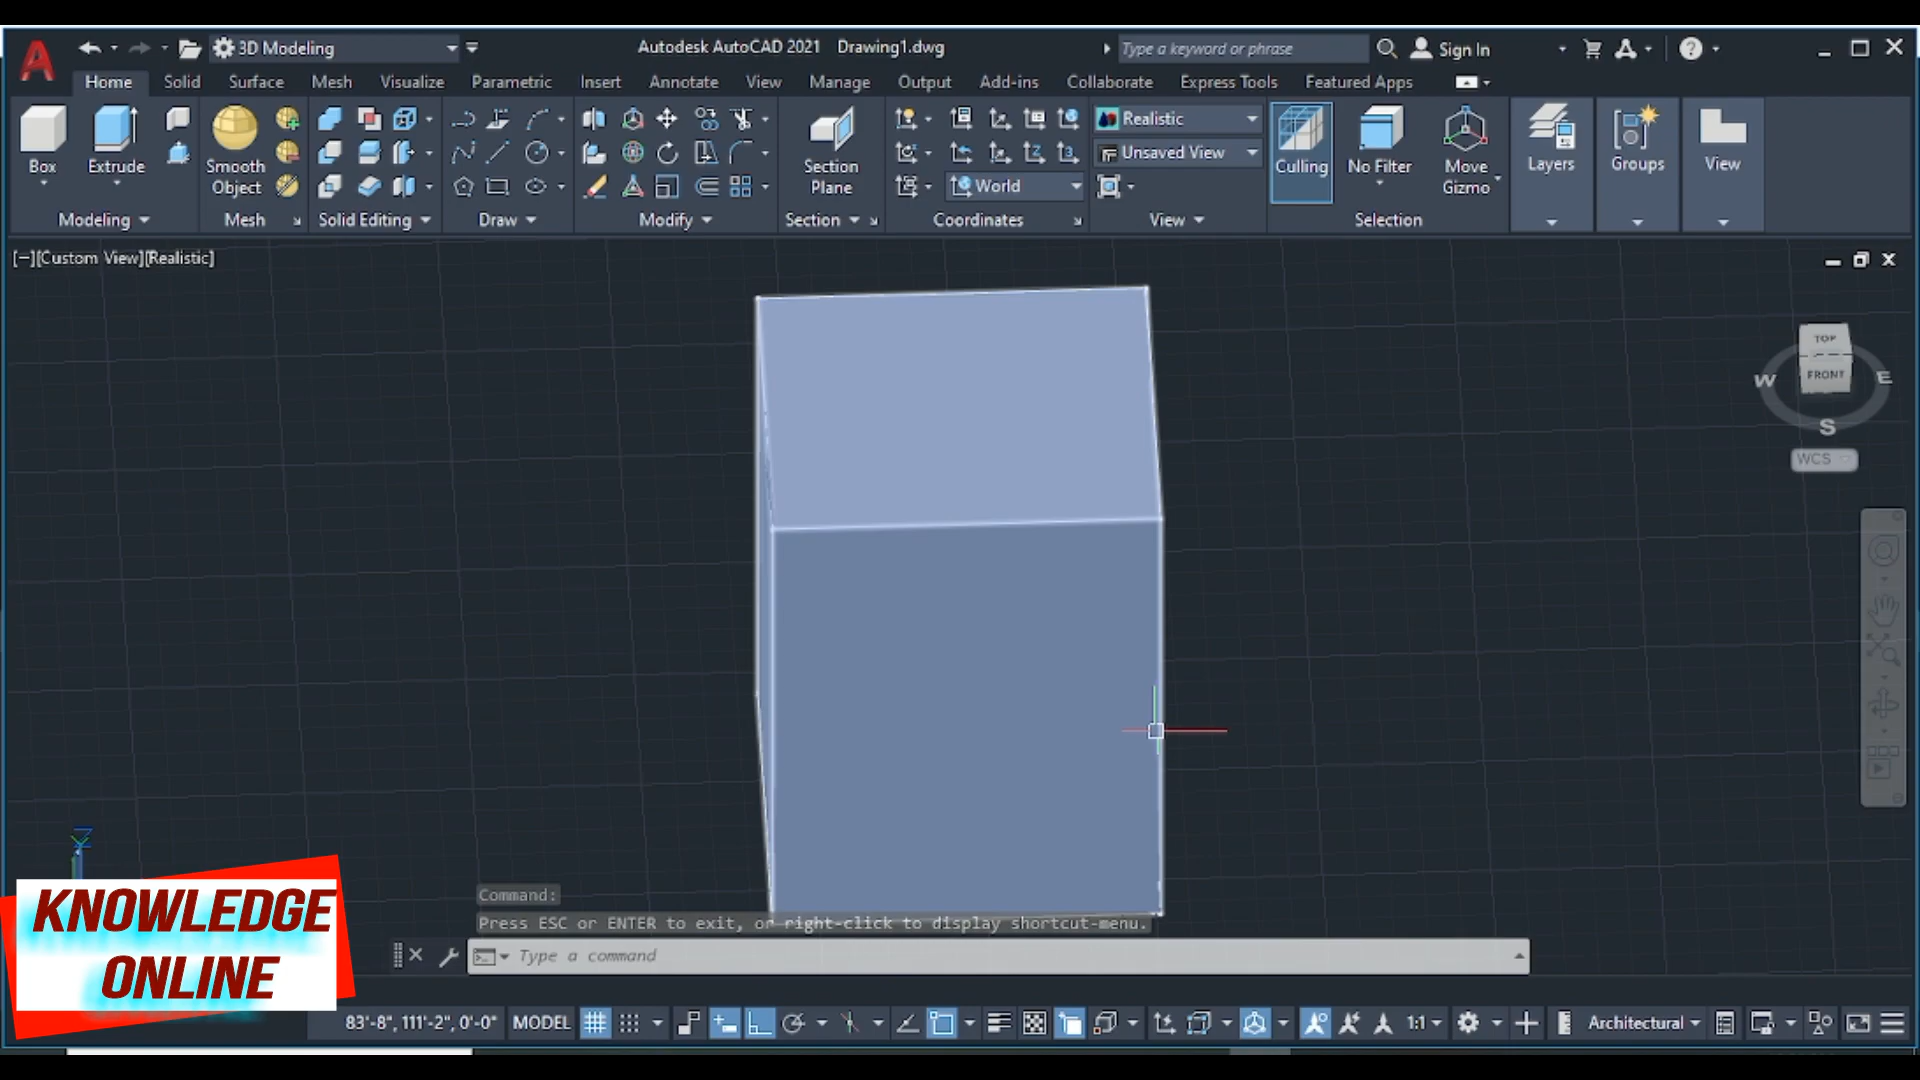 3D Modeling
Autodesk AutoCAD 2021 Drawing1.dwg
Type a keyword or phrase
Sign In
Home Solid Surface Mesh Visualize Parametric Insert Annotate View Manage Output Add-ins Collaborate Express Tools Featured Apps
Box
Extrude
Smooth
Object
Section
Plane
Realistic
Unsaved View
World
Culling
No Filter
Move
Gizmo
Layers
Groups
View
Modeling Mesh Solid Editing Draw Modify Section Coordinates View Selection
[−][Custom View][Realistic]
TOP
FRONT
W
E
S
WCS
Z
Command:
Press ESC or ENTER to exit, or right-click to display shortcut-menu.
Type a command
KNOWLEDGE
ONLINE
83'-8", 111'-2", 0'-0" MODEL 1:1 Architectural